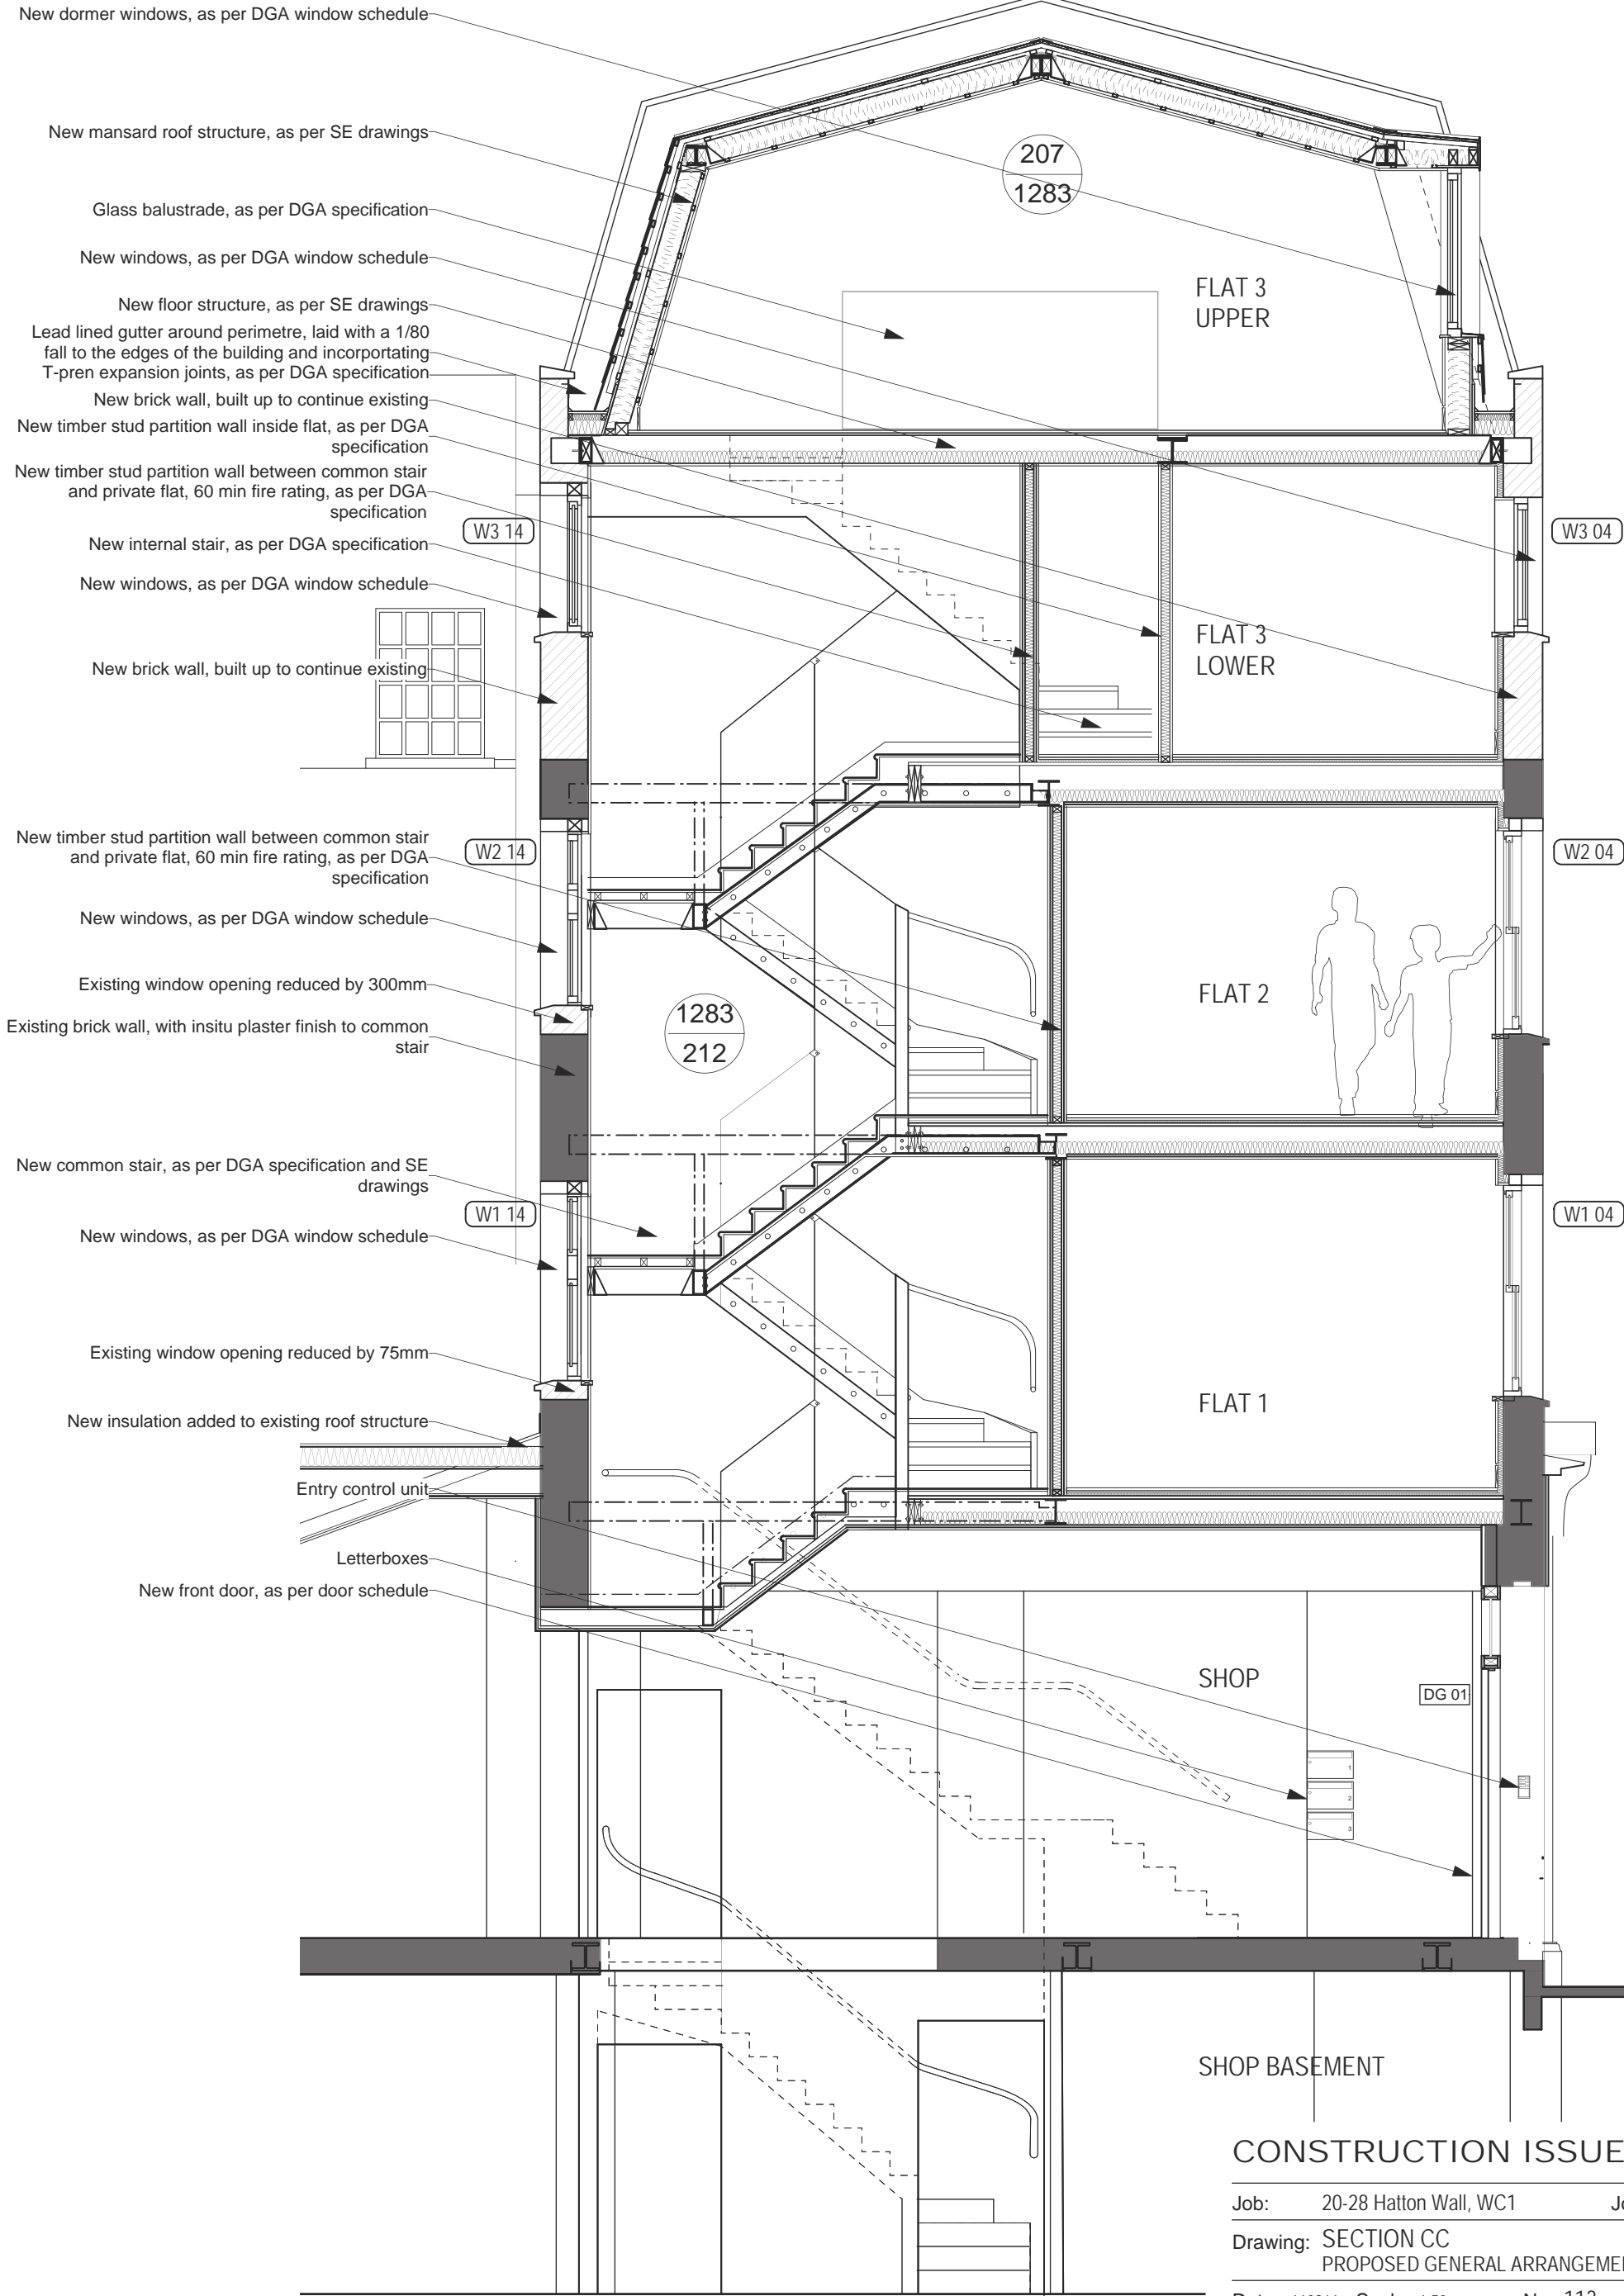 New dormer windows, as per DGA window schedule
New mansard roof structure, as per SE drawings
207
1283
Glass balustrade, as per DGA specification
New windows, as per DGA window schedule
FLAT 3
UPPER
New floor structure, as per SE drawings
Lead lined gutter around perimetre, laid with a 1/80
fall to the edges of the building and incorportating
T-pren expansion joints, as per DGA specification
New brick wall, built up to continue existing
New timber stud partition wall inside flat, as per DGA
specification
New timber stud partition wall between common stair
and private flat, 60 min fire rating, as per DGA
specification
W3 14
W3 04
New internal stair, as per DGA specification
New windows, as per DGA window schedule
FLAT 3
LOWER
New brick wall, built up to continue existing
New timber stud partition wall between common stair
and private flat, 60 min fire rating, as per DGA
specification
W2 14
W2 04
New windows, as per DGA window schedule
Existing window opening reduced by 300mm
FLAT 2
Existing brick wall, with insitu plaster finish to common
stair
1283
212
New common stair, as per DGA specification and SE
drawings
W1 14
W1 04
New windows, as per DGA window schedule
Existing window opening reduced by 75mm
FLAT 1
New insulation added to existing roof structure
Entry control unit
Letterboxes
New front door, as per door schedule
SHOP
DG 01
1
2
3
SHOP BASEMENT
CONSTRUCTION ISSUE
Job: 20-28 Hatton Wall, WC1
Drawing: SECTION CC
PROPOSED GENERAL